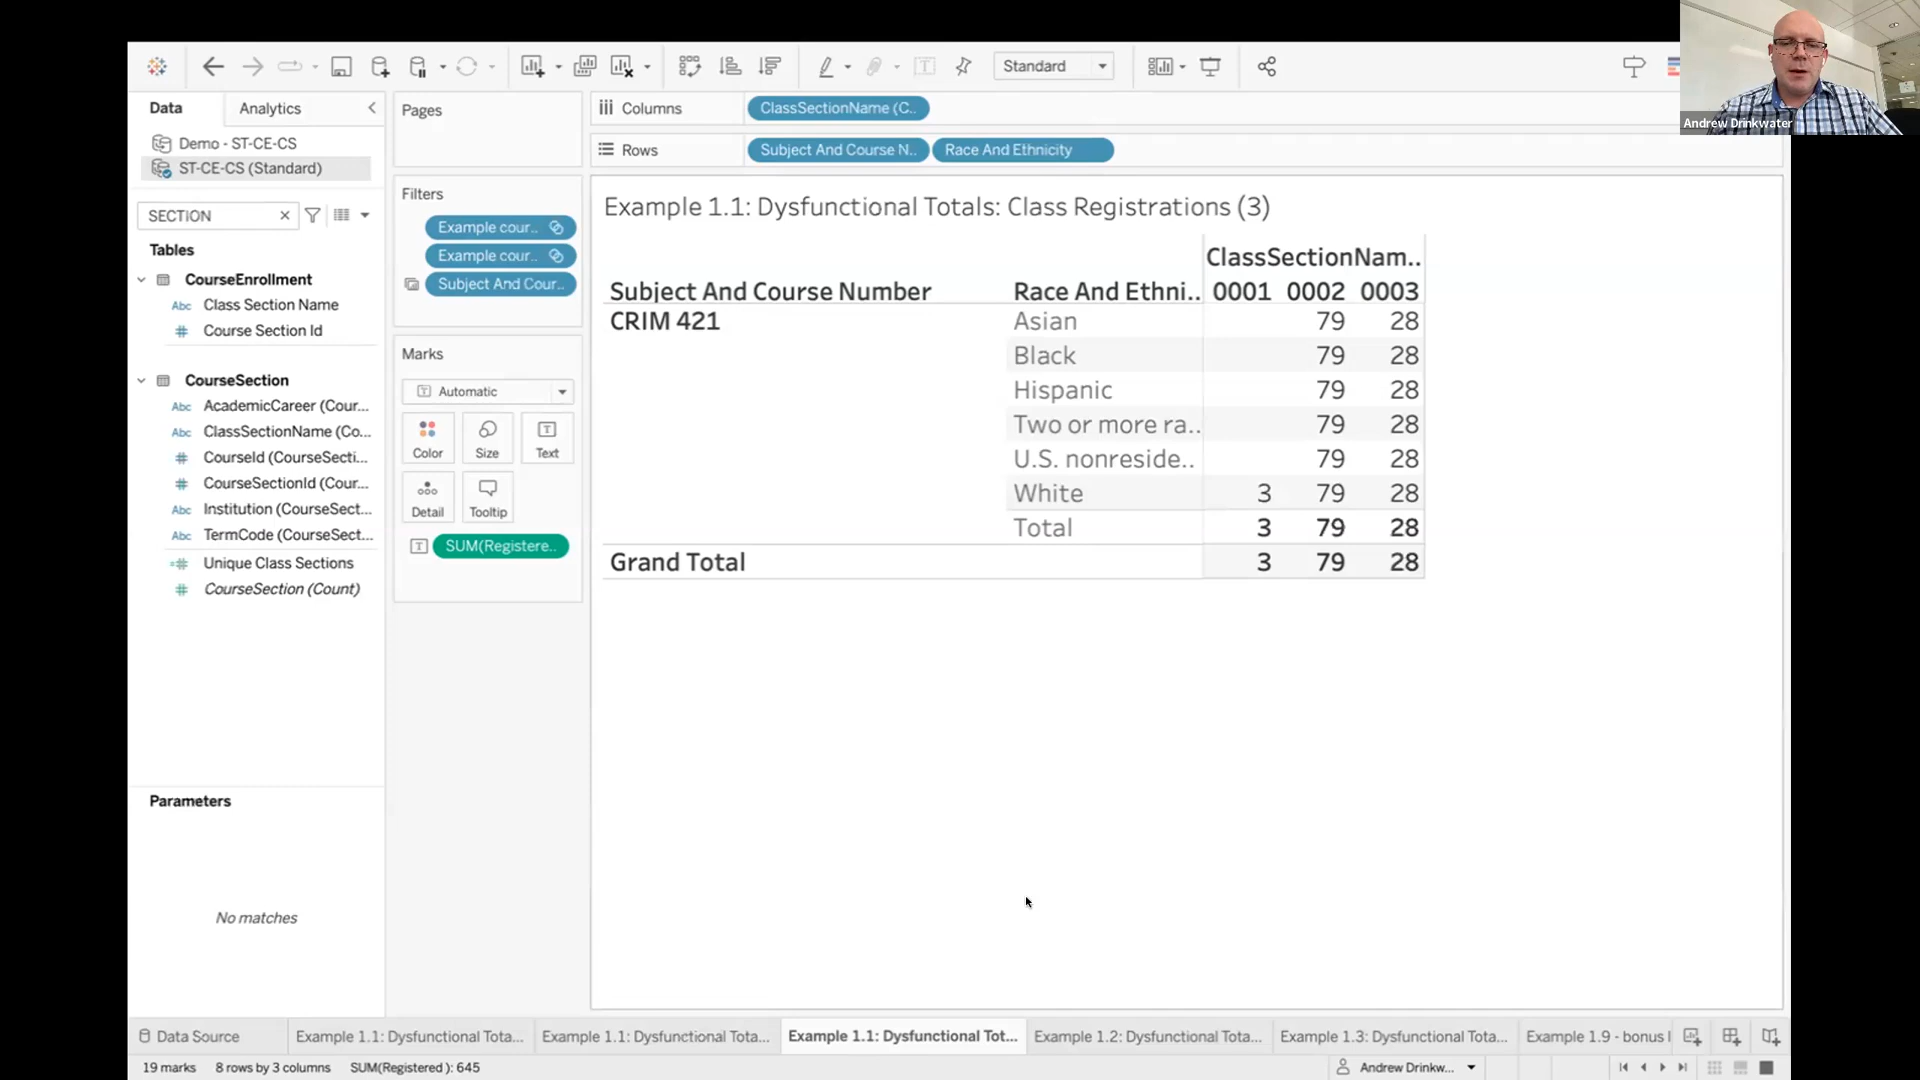 Standard
Andrew Drinkwater
Data
Analytics
Demo - ST-CE-CS
ST-CE-CS (Standard)
SECTION
Tables
CourseEnrollment
Abc Class Section Name
# Course Section Id
CourseSection
Abc AcademicCareer (Cour...
Abc ClassSectionName (Co...
# CourseId (CourseSecti...
# CourseSectionId (Cour...
Abc Institution (CourseSect...
Abc TermCode (CourseSect...
=# Unique Class Sections
# CourseSection (Count)
Parameters
No matches
Pages
Filters
Example cour..
Example cour..
Subject And Cour..
Marks
Automatic
Color
Size
Text
Detail
Tooltip
SUM(Registere..
Columns
ClassSectionName (C..
Rows
Subject And Course N..
Race And Ethnicity
Example 1.1: Dysfunctional Totals: Class Registrations (3)
ClassSectionNam..
Subject And Course Number Race And Ethni.. 0001 0002 0003
CRIM 421 Asian 79 28
Black 79 28
Hispanic 79 28
Two or more ra.. 79 28
U.S. nonreside.. 79 28
White 3 79 28
Total 3 79 28
Grand Total 3 79 28
Data Source
Example 1.1: Dysfunctional Tota...
Example 1.1: Dysfunctional Tota...
Example 1.1: Dysfunctional Tot...
Example 1.2: Dysfunctional Tota...
Example 1.3: Dysfunctional Tota...
Example 1.9 - bonus
19 marks 8 rows by 3 columns SUM(Registered ): 645
Andrew Drinkw...